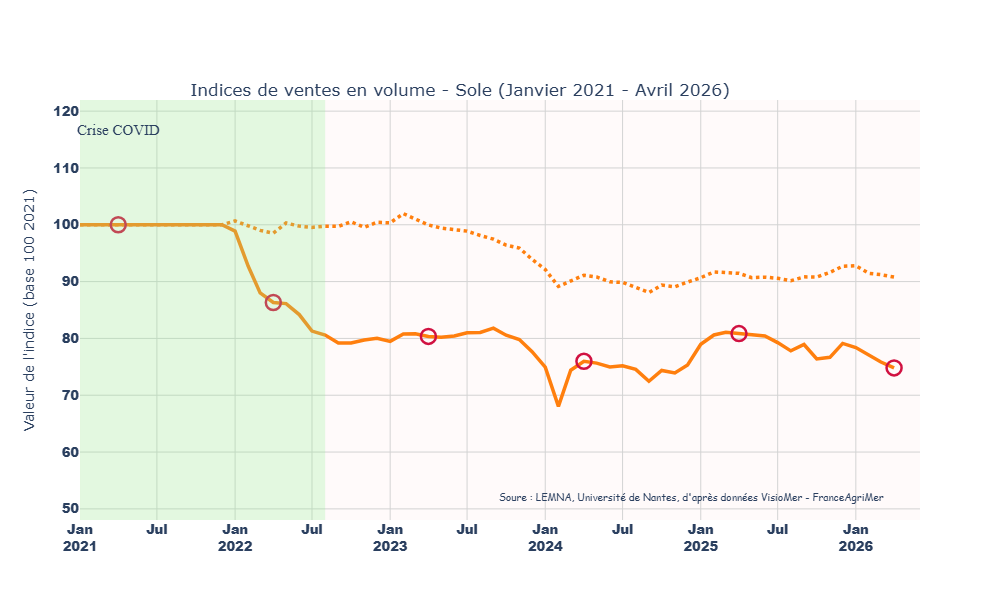 Indices de ventes en volume - Sole (Janvier 2021 - Avril 2026)
120
Crise COVID
110
100
90
80
70
60
50
Valeur de l'indice (base 100 2021)
Soure : LEMNA, Université de Nantes, d'après données VisioMer - FranceAgriMer
Jan Jul Jan Jul Jan Jul Jan Jul Jan Jul Jan
2021 2022 2023 2024 2025 2026